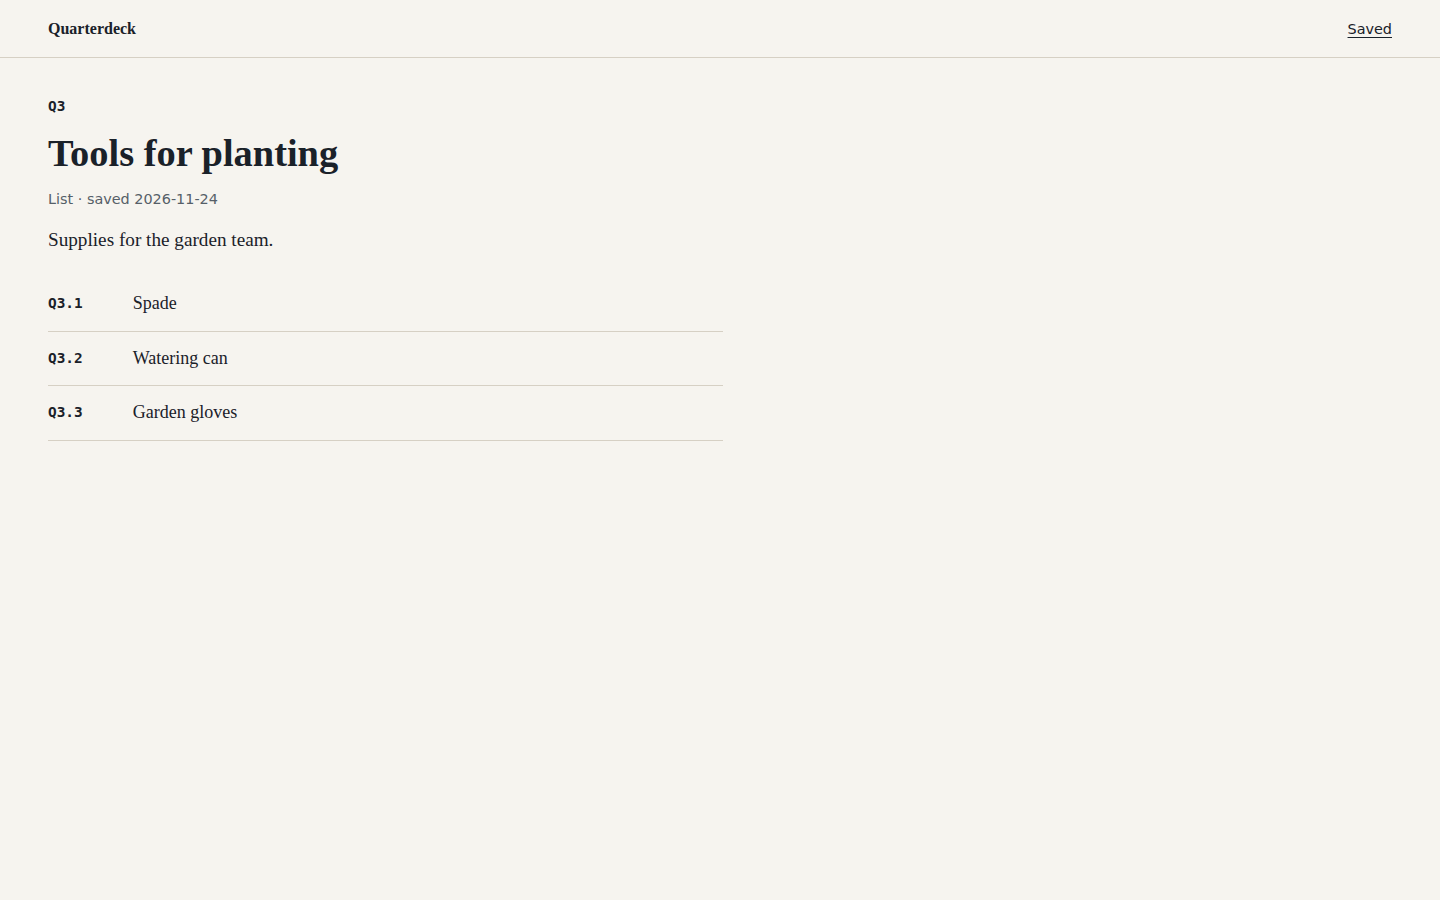 Quarterdeck
Saved
Q3
Tools for planting
List · saved 2026-11-24
Supplies for the garden team.
Q3.1 Spade
Q3.2 Watering can
Q3.3 Garden gloves